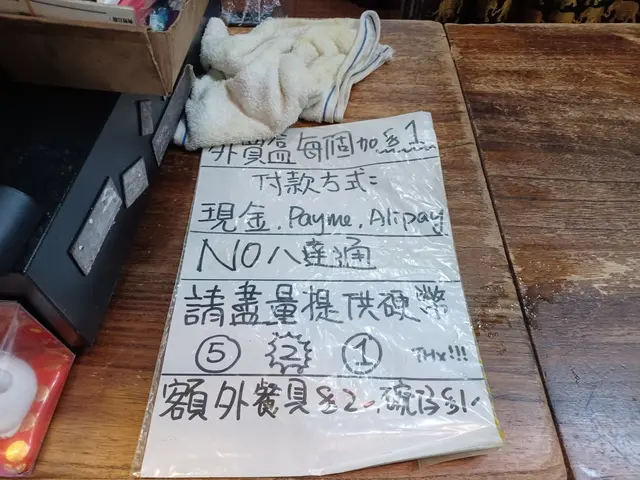 外賣盒每個加$1
付款方式:
現金, Payme, Alipay
NO八達通
請盡量提供硬幣
5 2 1 THX!!!
額外餐具$2, 碗仔$1